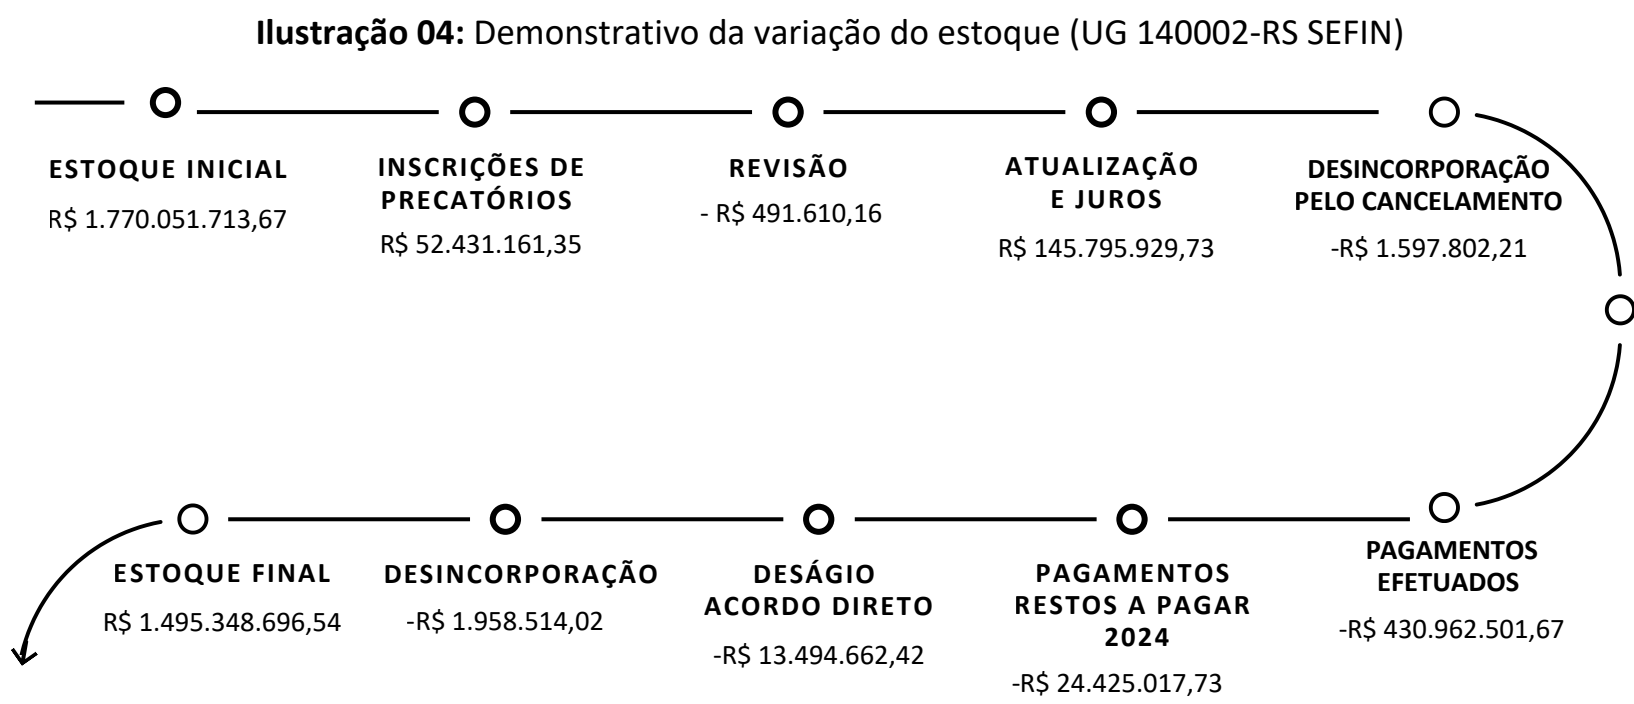 Ilustração 04: Demonstrativo da variação do estoque (UG 140002-RS SEFIN)
ESTOQUE INICIAL
R$ 1.770.051.713,67
INSCRIÇÕES DE
PRECATÓRIOS
R$ 52.431.161,35
REVISÃO
- R$ 491.610,16
ATUALIZAÇÃO
E JUROS
R$ 145.795.929,73
DESINCORPORAÇÃO
PELO CANCELAMENTO
-R$ 1.597.802,21
PAGAMENTOS
EFETUADOS
-R$ 430.962.501,67
PAGAMENTOS
RESTOS A PAGAR
2024
-R$ 24.425.017,73
DESÁGIO
ACORDO DIRETO
-R$ 13.494.662,42
DESINCORPORAÇÃO
-R$ 1.958.514,02
ESTOQUE FINAL
R$ 1.495.348.696,54